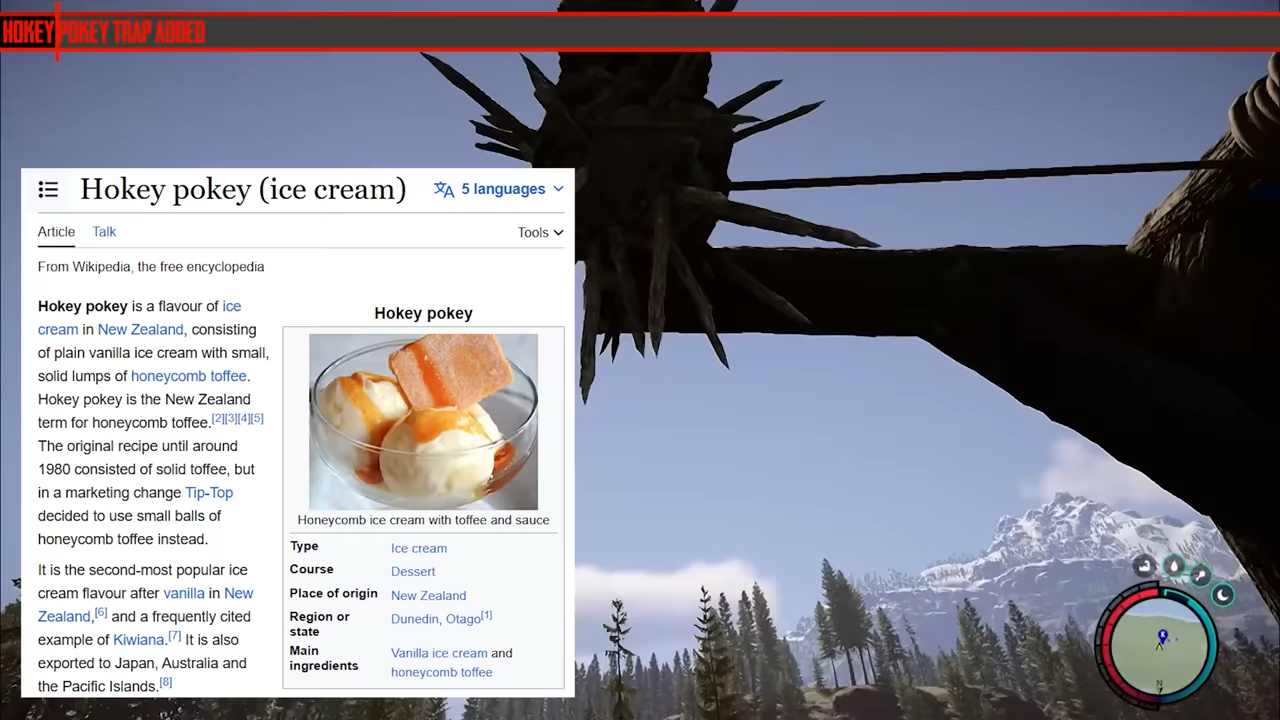 HOKEY POKEY TRAP ADDED
Hokey pokey (ice cream)
5 languages
Article Talk
Tools
From Wikipedia, the free encyclopedia
Hokey pokey is a flavour of ice
cream in New Zealand, consisting
of plain vanilla ice cream with small,
solid lumps of honeycomb toffee.
Hokey pokey is the New Zealand
term for honeycomb toffee.[2][3][4][5]
The original recipe until around
1980 consisted of solid toffee, but
in a marketing change Tip-Top
decided to use small balls of
honeycomb toffee instead.
It is the second-most popular ice
cream flavour after vanilla in New
Zealand,[6] and a frequently cited
example of Kiwiana.[7] It is also
exported to Japan, Australia and
the Pacific Islands.[8]
Hokey pokey
Honeycomb ice cream with toffee and sauce
Type Ice cream
Course Dessert
Place of origin New Zealand
Region or
state
Dunedin, Otago[1]
Main
ingredients
Vanilla ice cream and
honeycomb toffee
N